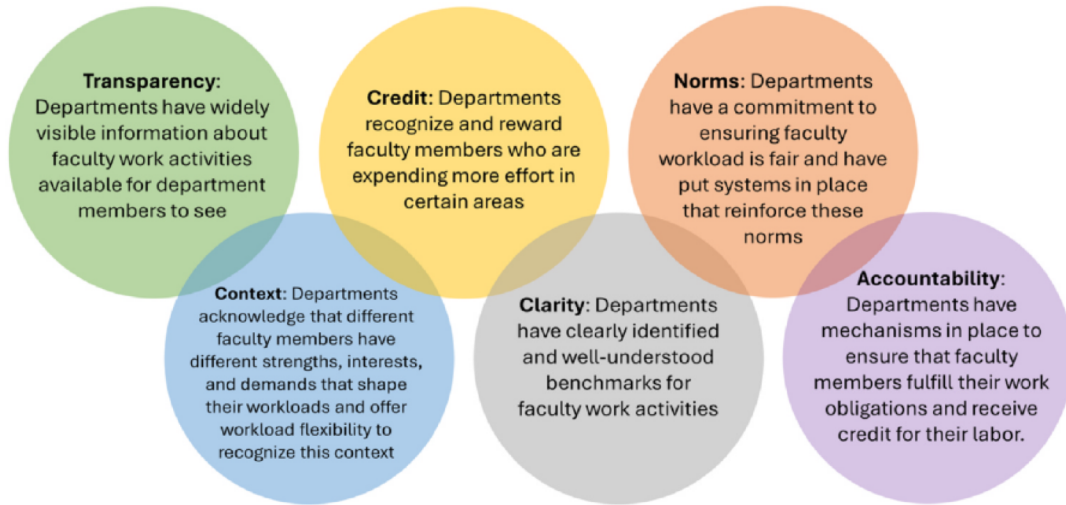 Transparency:
Departments have widely
visible information about
faculty work activities
available for department
members to see
Credit: Departments
recognize and reward
faculty members who are
expending more effort in
certain areas
Norms: Departments
have a commitment to
ensuring faculty
workload is fair and have
put systems in place
that reinforce these
norms
Context: Departments
acknowledge that different
faculty members have
different strengths, interests,
and demands that shape
their workloads and offer
workload flexibility to
recognize this context
Clarity: Departments
have clearly identified
and well-understood
benchmarks for
faculty work activities
Accountability:
Departments have
mechanisms in place to
ensure that faculty
members fulfill their work
obligations and receive
credit for their labor.